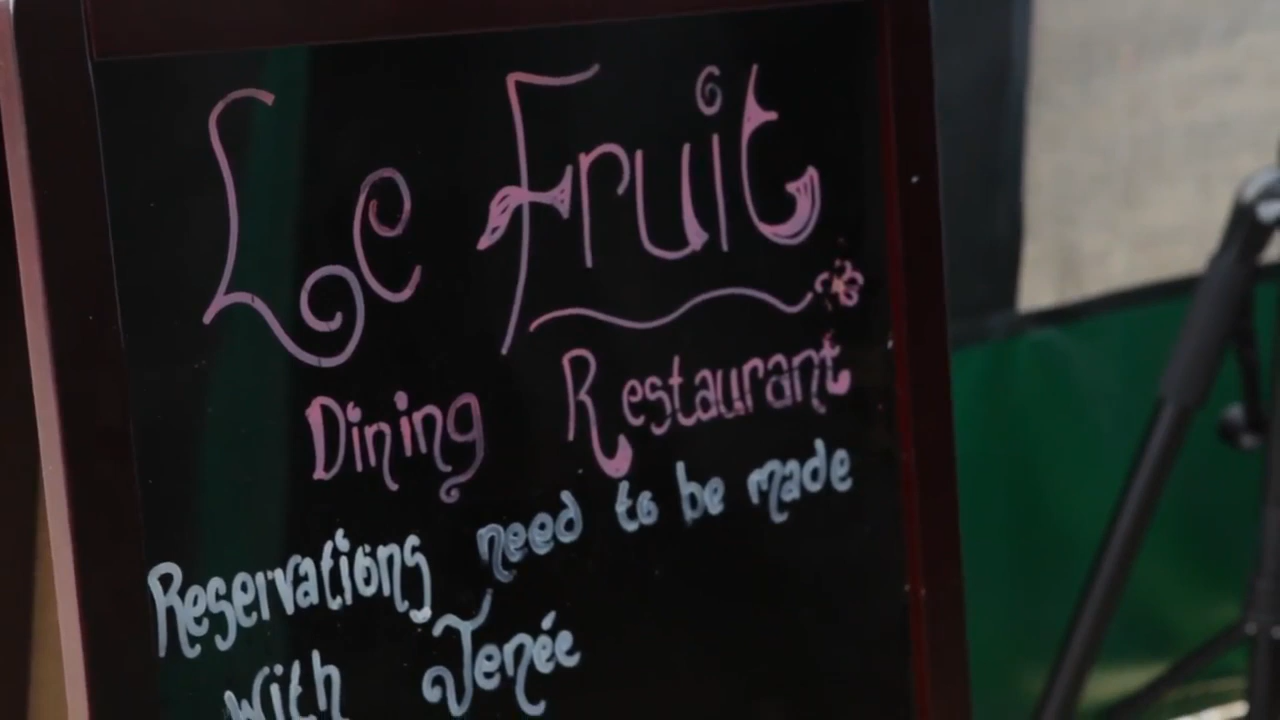 Le Fruit
Dining Restaurant
Reservations need to be made
with Jenée